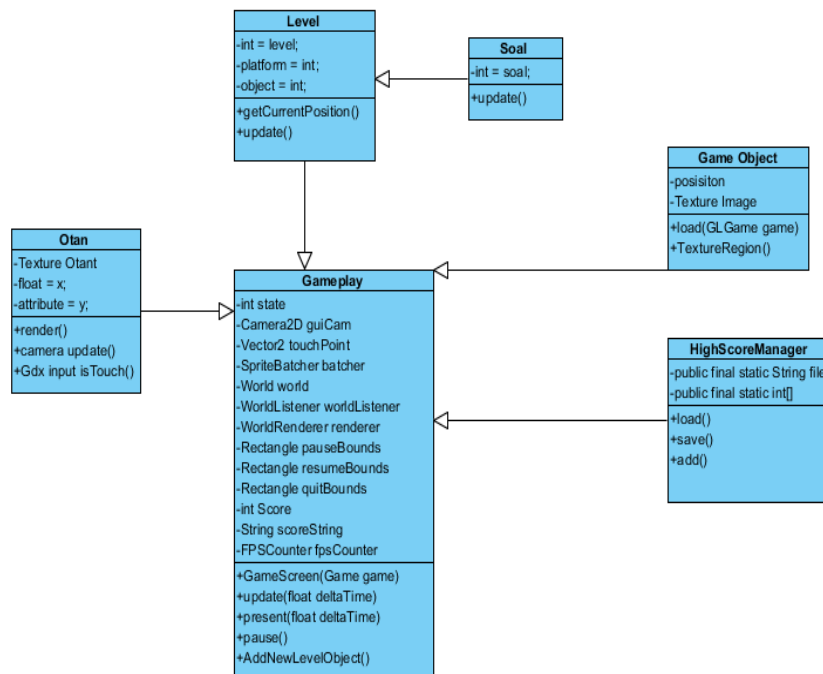 Level
-int = level;
-platform = int;
-object = int;
+getCurrentPosition()
+update()
Soal
-int = soal;
+update()
Game Object
-posisiton
-Texture Image
+load(GLGame game)
+TextureRegion()
Otan
-Texture Otant
-float = x;
-attribute = y;
+render()
+camera update()
+Gdx input isTouch()
Gameplay
-int state
-Camera2D guiCam
-Vector2 touchPoint
-SpriteBatcher batcher
-World world
-WorldListener worldListener
-WorldRenderer renderer
-Rectangle pauseBounds
-Rectangle resumeBounds
-Rectangle quitBounds
-int Score
-String scoreString
-FPSCounter fpsCounter
+GameScreen(Game game)
+update(float deltaTime)
+present(float deltaTime)
+pause()
+AddNewLevelObject()
HighScoreManager
-public final static String file
-public final static int[]
+load()
+save()
+add()